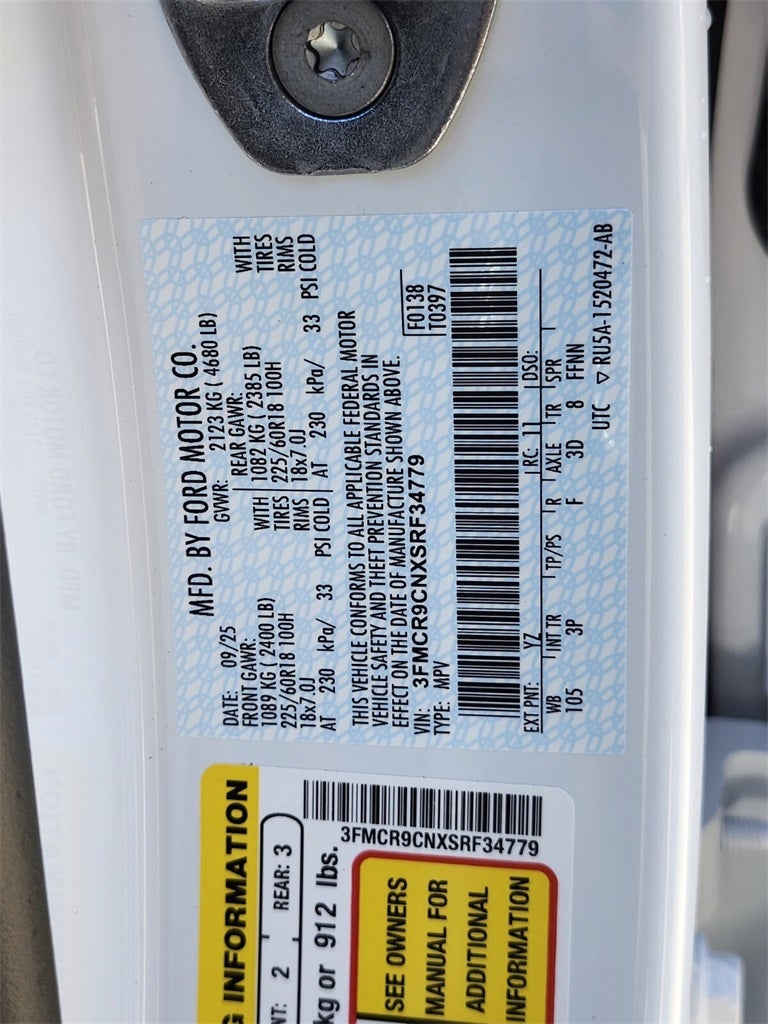 MFD. BY FORD MOTOR CO.
DATE: 09/25 GVWR: 2123 KG ( 4680 LB)
FRONT GAWR: REAR GAWR:
1089 KG ( 2400 LB) WITH 1082 KG ( 2385 LB) WITH
225/60R18 100H TIRES 225/60R18 100H TIRES
18x7.0J RIMS 18x7.0J RIMS
AT 230 kPa/ 33 PSI COLD AT 230 kPa/ 33 PSI COLD
THIS VEHICLE CONFORMS TO ALL APPLICABLE FEDERAL MOTOR
VEHICLE SAFETY AND THEFT PREVENTION STANDARDS IN
EFFECT ON THE DATE OF MANUFACTURE SHOWN ABOVE.
VIN: 3FMCR9CNXSRF34779 F0138
TYPE: MPV T0397
EXT PNT: YZ RC: 11 DSO:
WB INT TR TP/PS R AXLE TR SPR
105 3P F 3D 8 FFNN
UTC ▽ RU5A-1520472-AB
G INFORMATION
NT: 2 REAR: 3
kg or 912 lbs.
3FMCR9CNXSRF34779
SEE OWNERS
MANUAL FOR
ADDITIONAL
INFORMATION